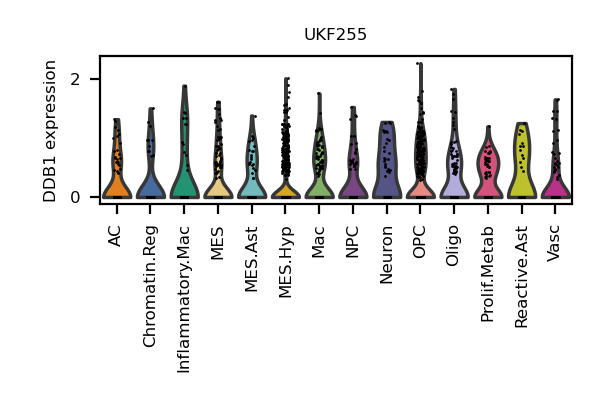 UKF255
DDB1 expression
2
0
AC
Chromatin.Reg
Inflammatory.Mac
MES
MES.Ast
MES.Hyp
Mac
NPC
Neuron
OPC
Oligo
Prolif.Metab
Reactive.Ast
Vasc